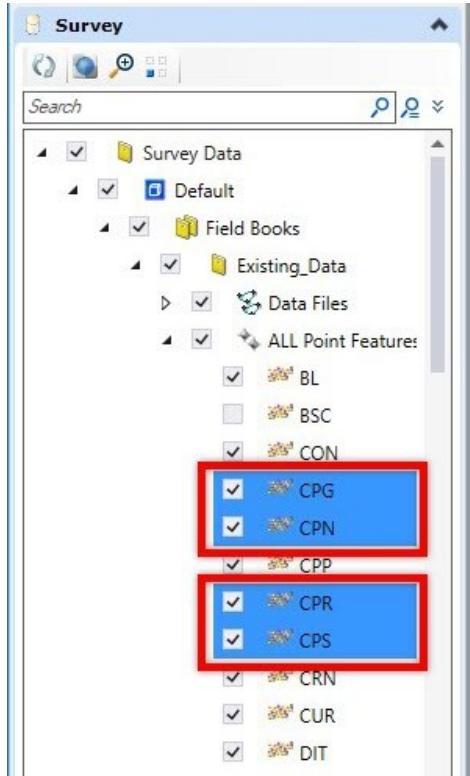 Survey
Search
Survey Data
Default
Field Books
Existing_Data
Data Files
ALL Point Features
BL
BSC
CON
CPG
CPN
CPP
CPR
CPS
CRN
CUR
DIT